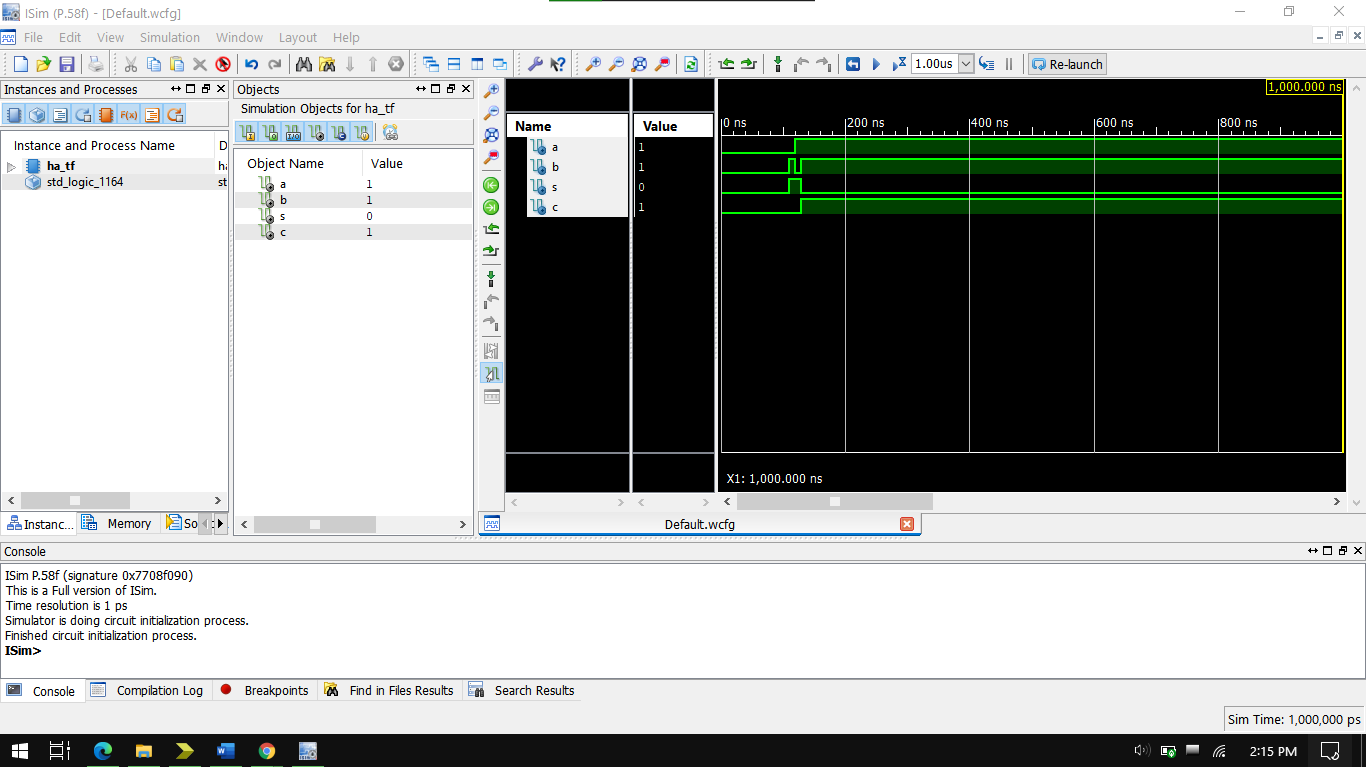 ISim (P.58f) - [Default.wcfg]
File Edit View Simulation Window Layout Help
1.00us Re-launch
Instances and Processes
Instance and Process Name D
ha_tf ha
std_logic_1164 st
Instanc... Memory So
Objects
Simulation Objects for ha_tf
Object Name Value
a 1
b 1
s 0
c 1
Name Value
a 1
b 1
s 0
c 1
1,000.000 ns
0 ns 200 ns 400 ns 600 ns 800 ns
X1: 1,000.000 ns
Default.wcfg
Console
ISim P.58f (signature 0x7708f090)
This is a Full version of ISim.
Time resolution is 1 ps
Simulator is doing circuit initialization process.
Finished circuit initialization process.
ISim>
Console Compilation Log Breakpoints Find in Files Results Search Results
Sim Time: 1,000,000 ps
2:15 PM